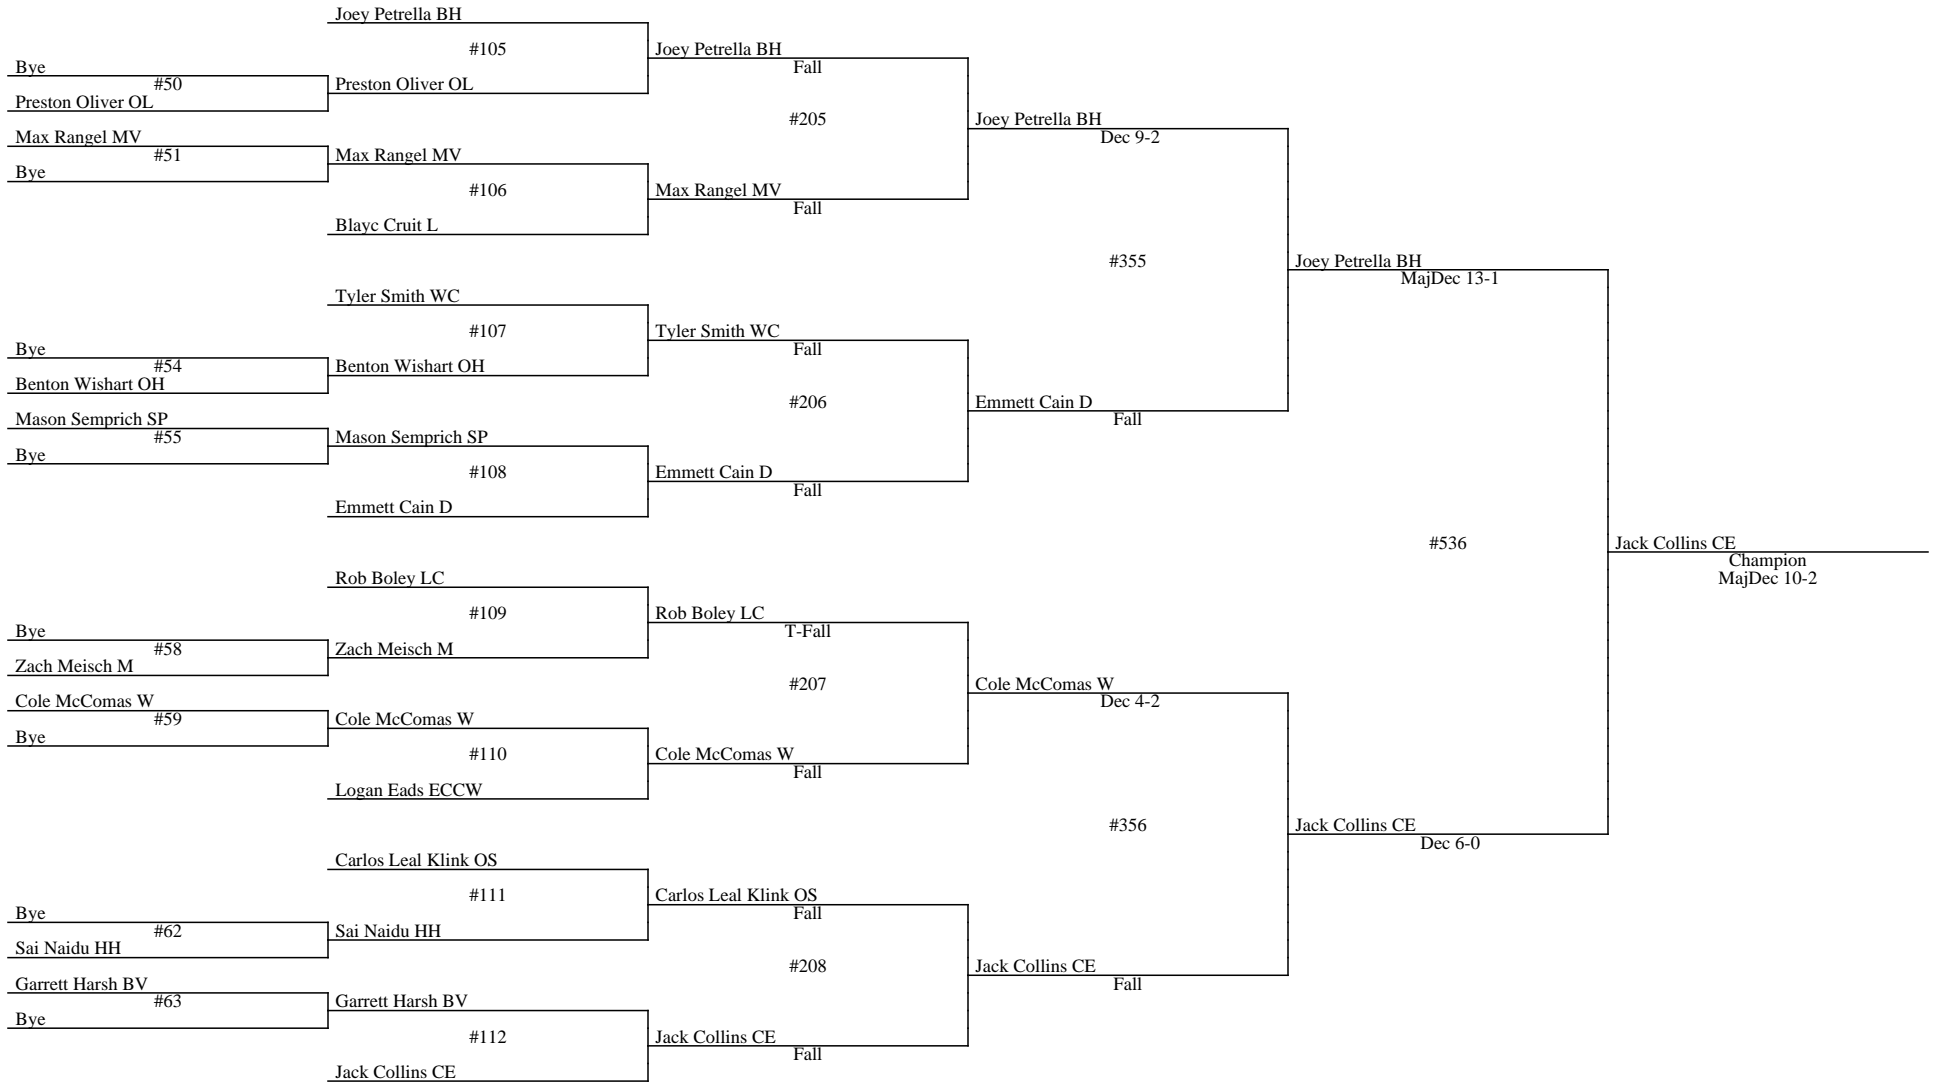 Joey Petrella BH
#105
Joey Petrella BH
Bye
Fall
#50
Preston Oliver OL
Preston Oliver OL
#205
Joey Petrella BH
Max Rangel MV
Dec 9-2
#51
Max Rangel MV
Bye
#106
Max Rangel MV
Fall
Blayc Cruit L
#355
Joey Petrella BH
MajDec 13-1
Tyler Smith WC
#107
Tyler Smith WC
Bye
Fall
#54
Benton Wishart OH
Benton Wishart OH
#206
Emmett Cain D
Mason Semprich SP
Fall
#55
Mason Semprich SP
Bye
#108
Emmett Cain D
Fall
Emmett Cain D
#536
Jack Collins CE
Champion
MajDec 10-2
Rob Boley LC
#109
Rob Boley LC
Bye
T-Fall
#58
Zach Meisch M
Zach Meisch M
#207
Cole McComas W
Cole McComas W
Dec 4-2
#59
Cole McComas W
Bye
#110
Cole McComas W
Fall
Logan Eads ECCW
#356
Jack Collins CE
Dec 6-0
Carlos Leal Klink OS
#111
Carlos Leal Klink OS
Bye
Fall
#62
Sai Naidu HH
Sai Naidu HH
#208
Jack Collins CE
Garrett Harsh BV
Fall
#63
Garrett Harsh BV
Bye
#112
Jack Collins CE
Fall
Jack Collins CE